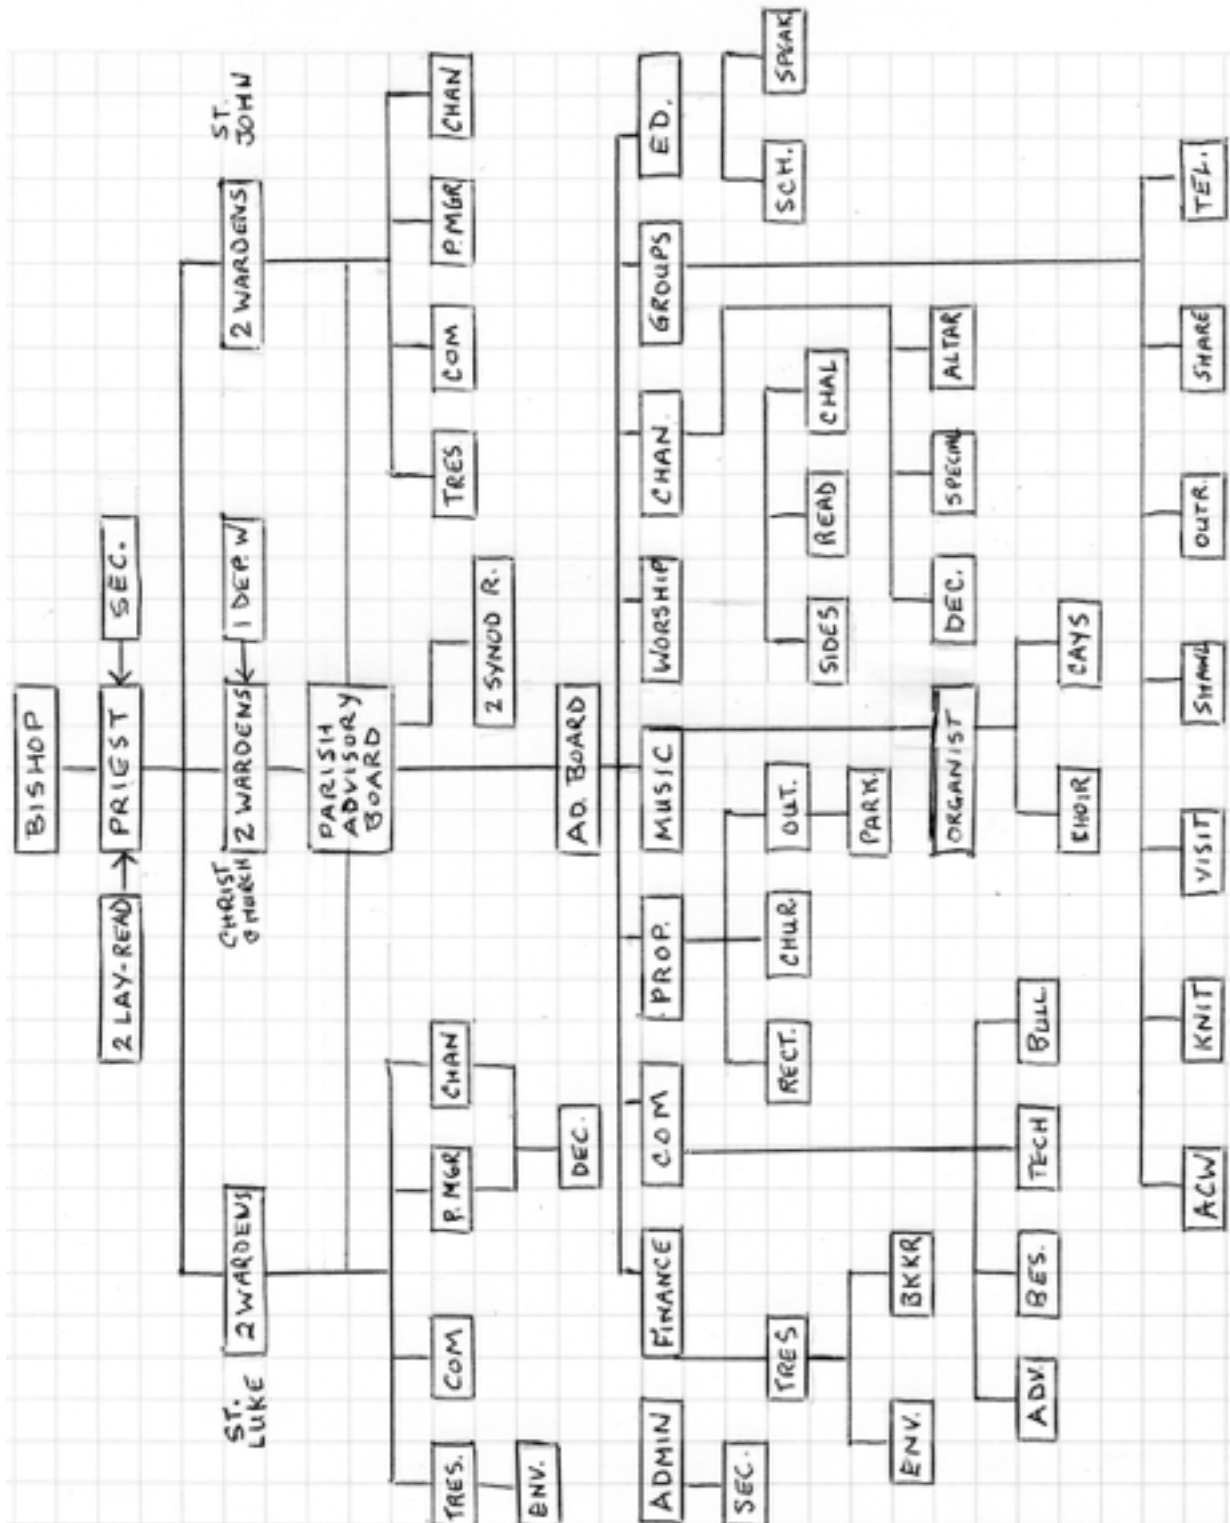 BISHOP
2 LAY-READ
PRIEST
SEC.
ST.
LUKE
2 WARDENS
CHRIST
CHURCH
2 WARDENS
1 DEP. W
2 WARDENS
ST.
JOHN
PARISH
ADVISORY
BOARD
TRES.
COM
P. MGR
CHAN
2 SYNOD R.
TRES
COM
P. MGR
CHAN
ENV.
DEC.
AD. BOARD
ADMIN
FINANCE
COM
PROP.
MUSIC
WORSHIP
CHAN.
GROUPS
ED.
SEC.
TRES
RECT.
CHUR.
OUT.
SIDES
READ
CHAL
SCH.
SPEAK
PARK.
ENV.
BKKR
ORGANIST
DEC.
SPECIAL
ALTAR
ADV.
BES.
TECH
BULL.
CHOIR
CAYS
ACW
KNIT
VISIT
SHAWL
OUTR.
SHARE
TEL.